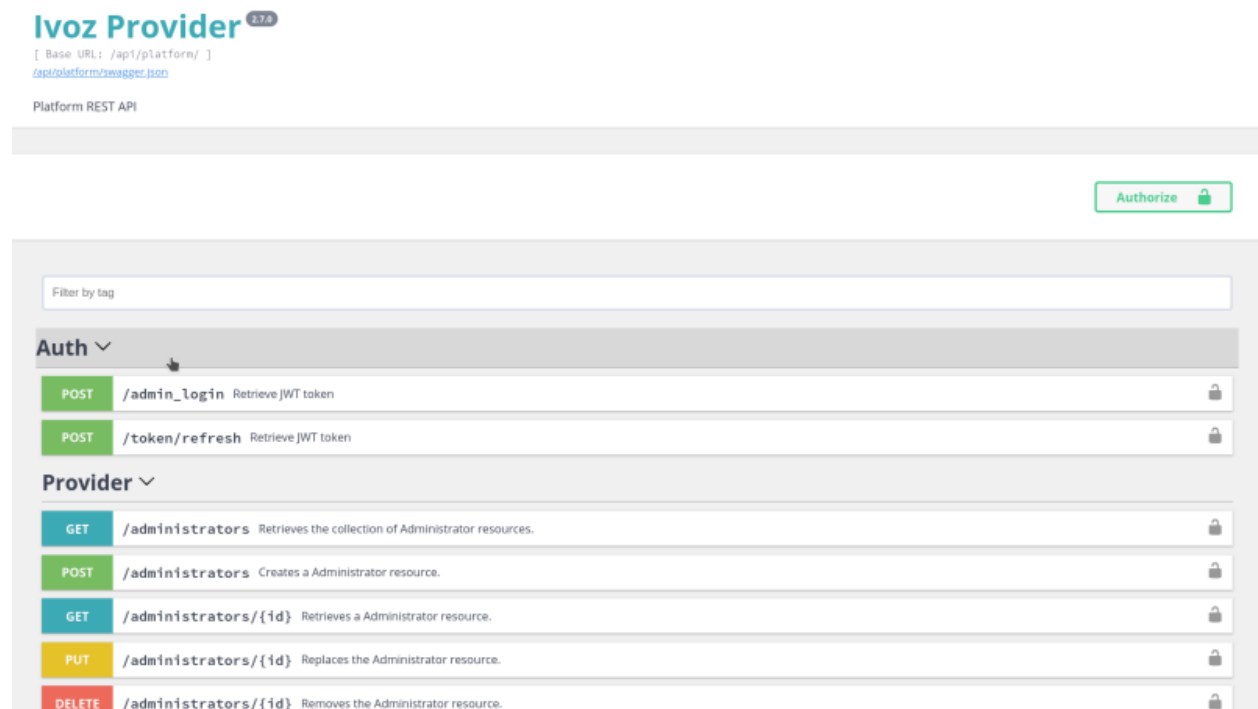 Ivoz Provider 2.7.0
[ Base URL: /api/platform/ ]
/api/platform/swagger.json
Platform REST API
Authorize
Filter by tag
Auth
POST /admin_login Retrieve JWT token
POST /token/refresh Retrieve JWT token
Provider
GET /administrators Retrieves the collection of Administrator resources.
POST /administrators Creates a Administrator resource.
GET /administrators/{id} Retrieves a Administrator resource.
PUT /administrators/{id} Replaces the Administrator resource.
DELETE /administrators/{id} Removes the Administrator resource.